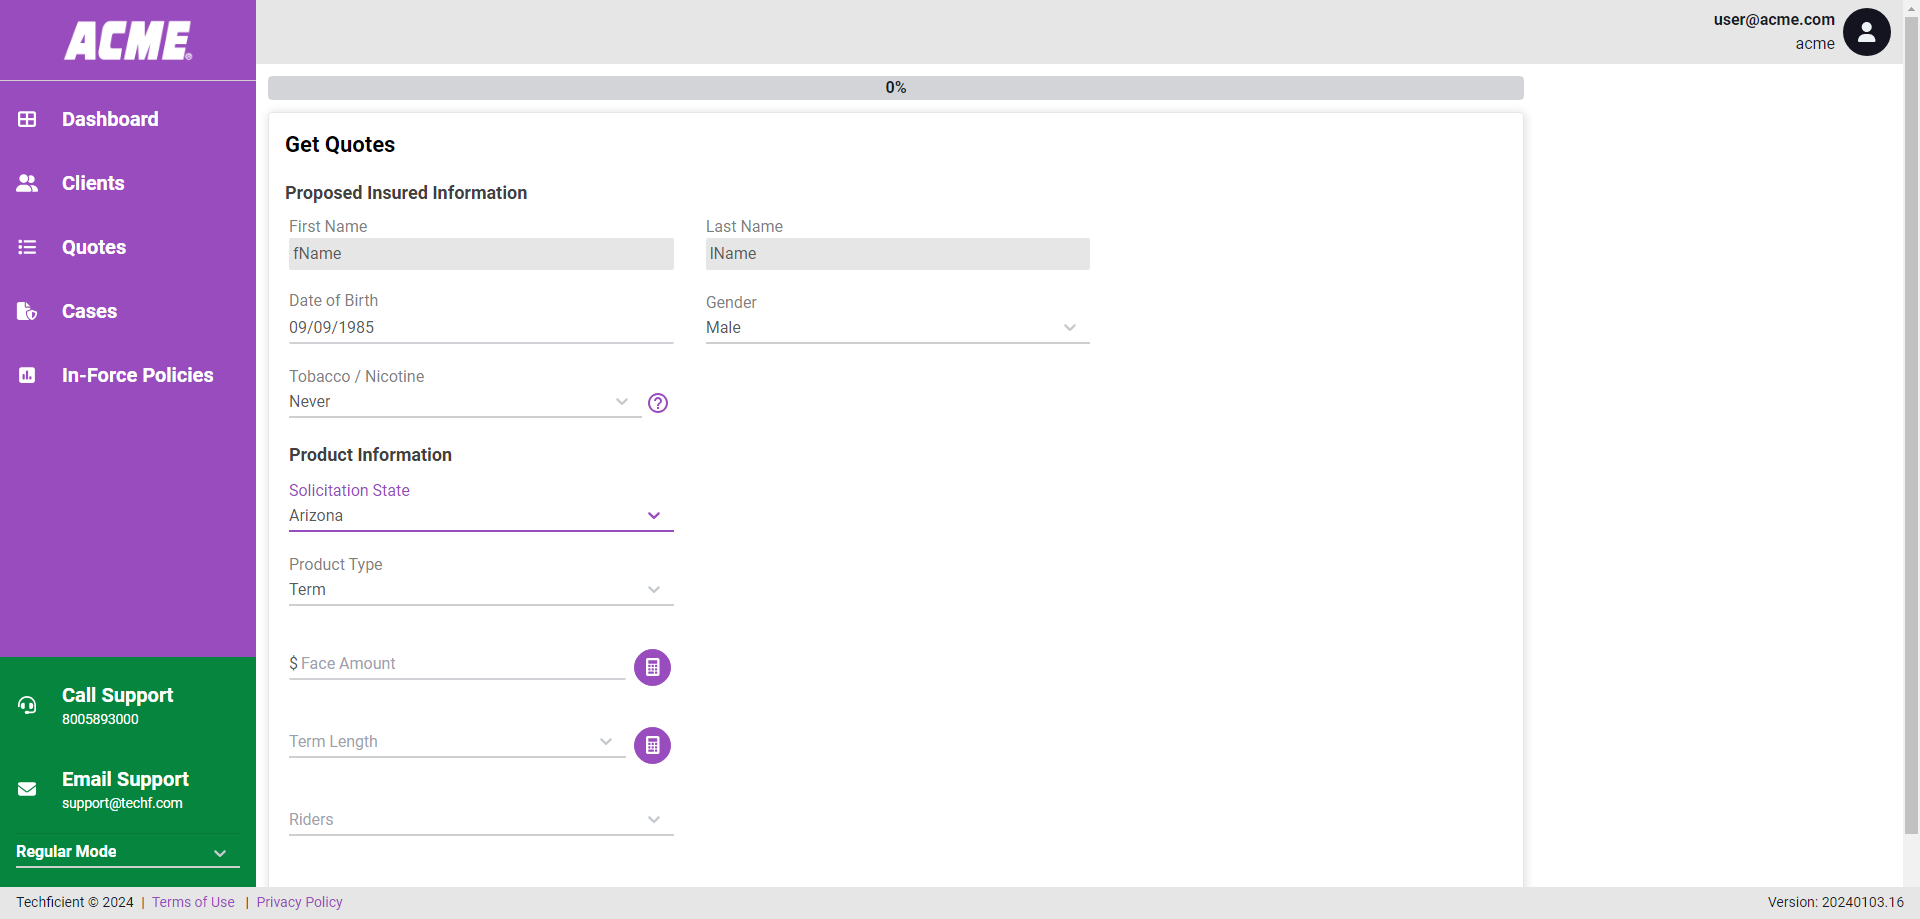 ACME®
user@acme.com
acme
Dashboard
Clients
Quotes
Cases
In-Force Policies
Call Support
8005893000
Email Support
support@techf.com
Regular Mode
0%
Get Quotes
Proposed Insured Information
First Name
fName
Last Name
lName
Date of Birth
09/09/1985
Gender
Male
Tobacco / Nicotine
Never
Product Information
Solicitation State
Arizona
Product Type
Term
$ Face Amount
Term Length
Riders
Techficient © 2024 | Terms of Use | Privacy Policy
Version: 20240103.16